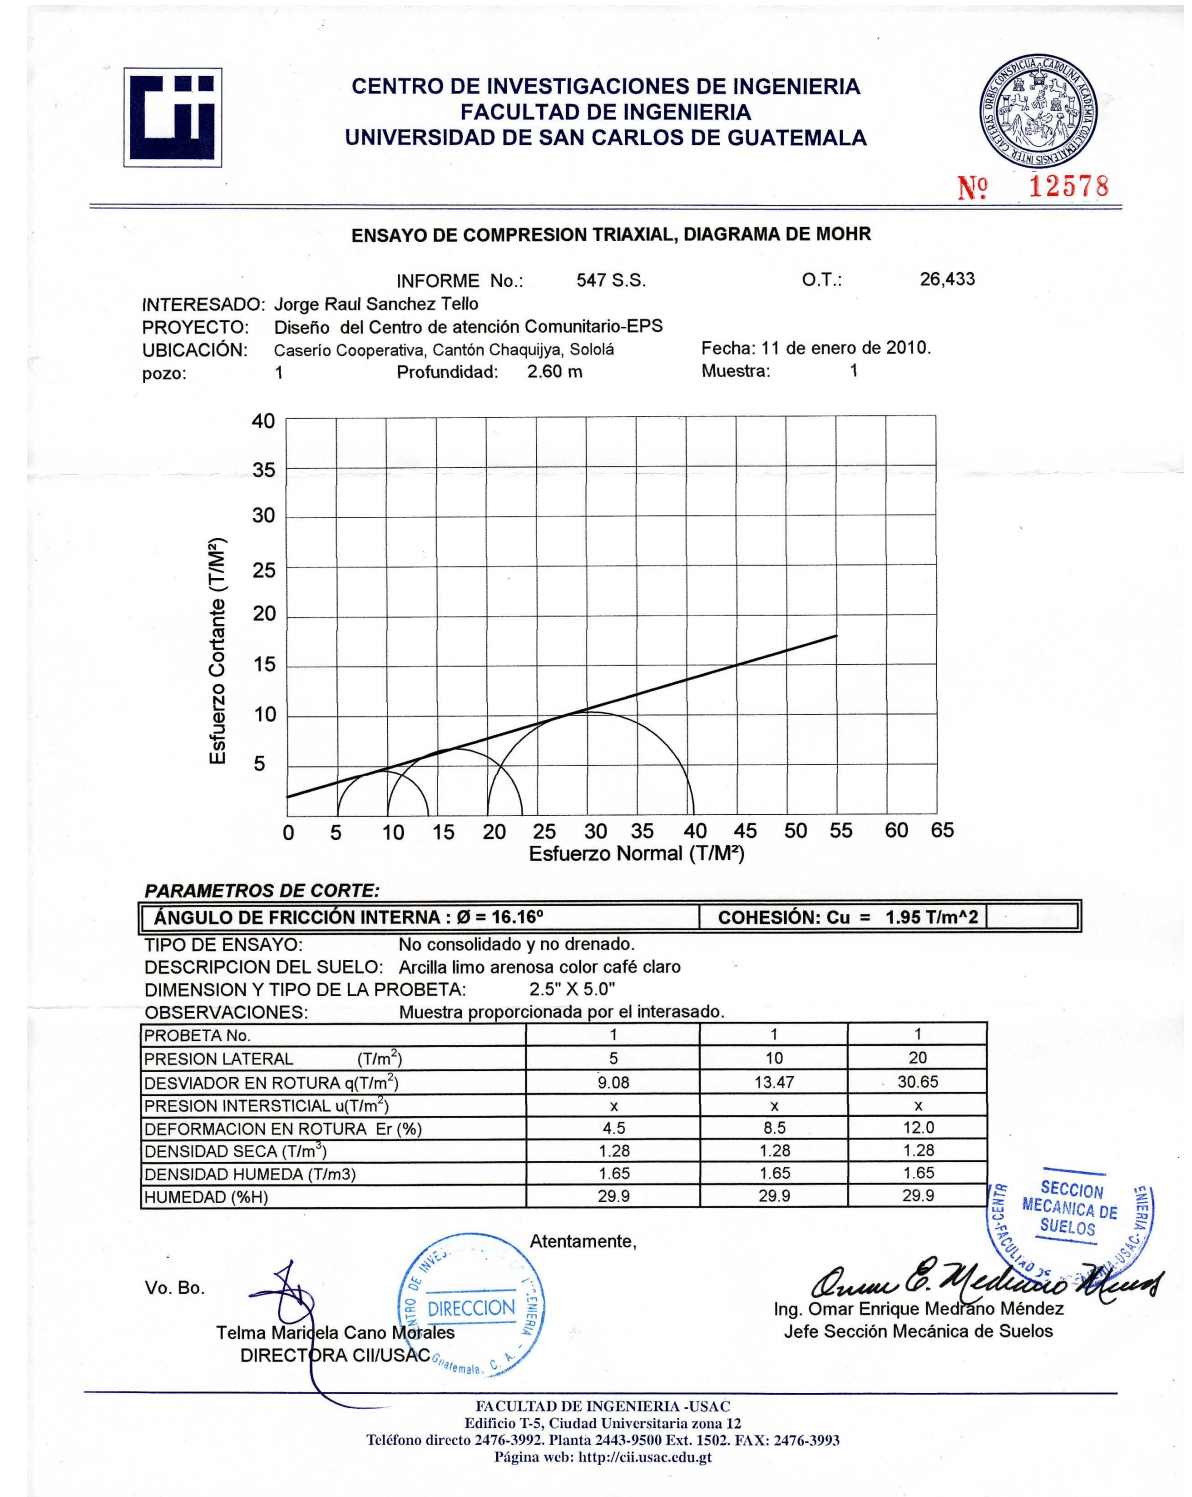 Cii
CENTRO DE INVESTIGACIONES DE INGENIERIA
FACULTAD DE INGENIERIA
UNIVERSIDAD DE SAN CARLOS DE GUATEMALA
Nº 12578
ENSAYO DE COMPRESION TRIAXIAL, DIAGRAMA DE MOHR
INFORME No.: 547 S.S. O.T.: 26,433
INTERESADO: Jorge Raul Sanchez Tello
PROYECTO: Diseño del Centro de atención Comunitario-EPS
UBICACIÓN: Caserío Cooperativa, Cantón Chaquijya, Sololá Fecha: 11 de enero de 2010.
pozo: 1 Profundidad: 2.60 m Muestra: 1
40
35
30
25
20
15
10
5
Esfuerzo Cortante (T/M²)
0 5 10 15 20 25 30 35 40 45 50 55 60 65
Esfuerzo Normal (T/M²)
PARAMETROS DE CORTE:
ÁNGULO DE FRICCIÓN INTERNA : Ø = 16.16º COHESIÓN: Cu = 1.95 T/m^2
TIPO DE ENSAYO: No consolidado y no drenado.
DESCRIPCION DEL SUELO: Arcilla limo arenosa color café claro
DIMENSION Y TIPO DE LA PROBETA: 2.5" X 5.0"
OBSERVACIONES: Muestra proporcionada por el interasado.
PROBETA No. 1 1 1
PRESION LATERAL (T/m²) 5 10 20
DESVIADOR EN ROTURA q(T/m²) 9.08 13.47 30.65
PRESION INTERSTICIAL u(T/m²) x x x
DEFORMACION EN ROTURA Er (%) 4.5 8.5 12.0
DENSIDAD SECA (T/m³) 1.28 1.28 1.28
DENSIDAD HUMEDA (T/m3) 1.65 1.65 1.65
HUMEDAD (%H) 29.9 29.9 29.9
SECCION
MECANICA DE
SUELOS
Atentamente,
Vo. Bo.
DIRECCION
Guatemala, C. A.
Telma Maricela Cano Morales
DIRECTORA CII/USAC
Omar E. Medrano Méndez
Ing. Omar Enrique Medrano Méndez
Jefe Sección Mecánica de Suelos
FACULTAD DE INGENIERIA -USAC
Edificio T-5, Ciudad Universitaria zona 12
Teléfono directo 2476-3992. Planta 2443-9500 Ext. 1502. FAX: 2476-3993
Página web: http://cii.usac.edu.gt